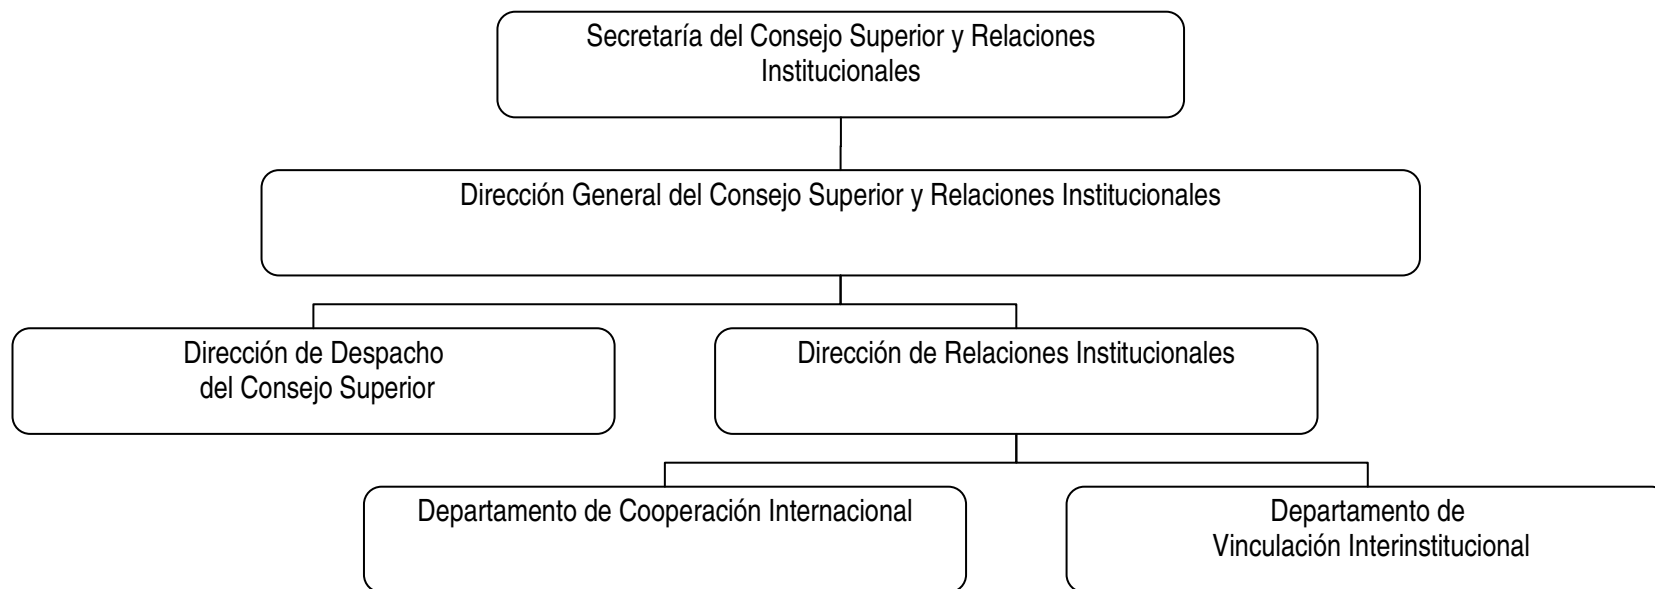 Secretaría del Consejo Superior y Relaciones
Institucionales
Dirección General del Consejo Superior y Relaciones Institucionales
Dirección de Despacho
del Consejo Superior
Dirección de Relaciones Institucionales
Departamento de Cooperación Internacional
Departamento de
Vinculación Interinstitucional